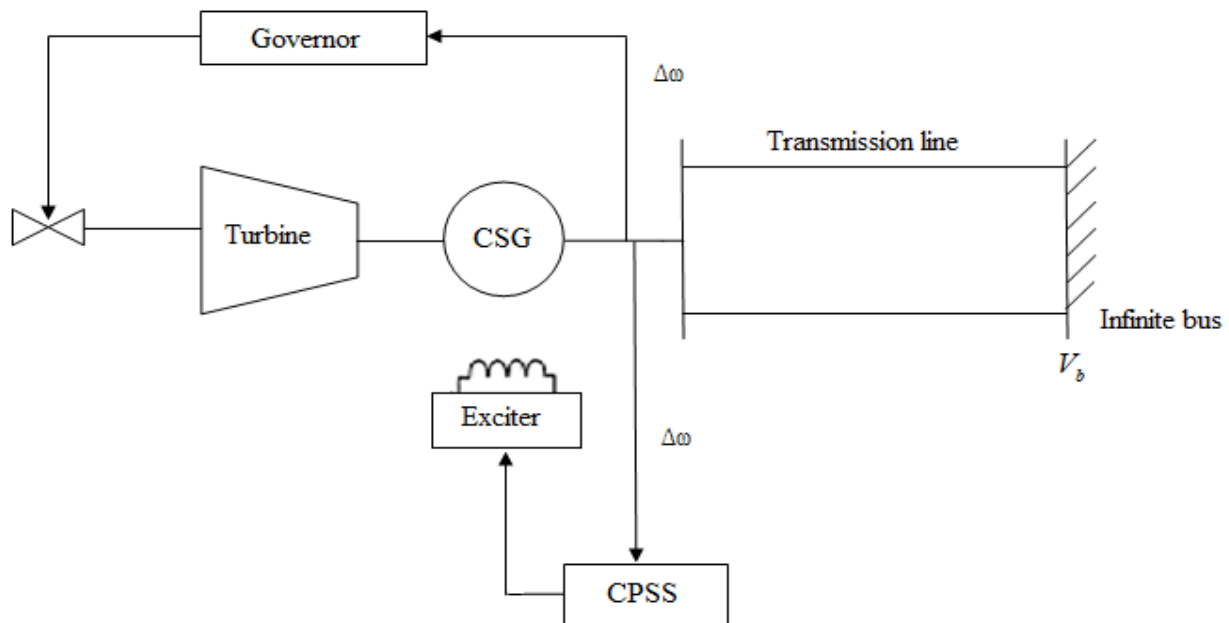 Governor
Δω
Transmission line
Turbine
CSG
Infinite bus
V_b
Exciter
Δω
CPSS